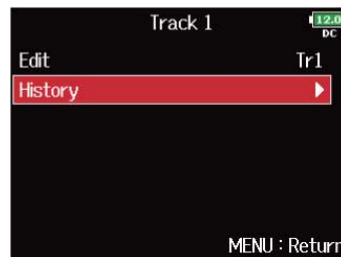 Track 1
12.0
DC
Edit Tr1
History
MENU : Return